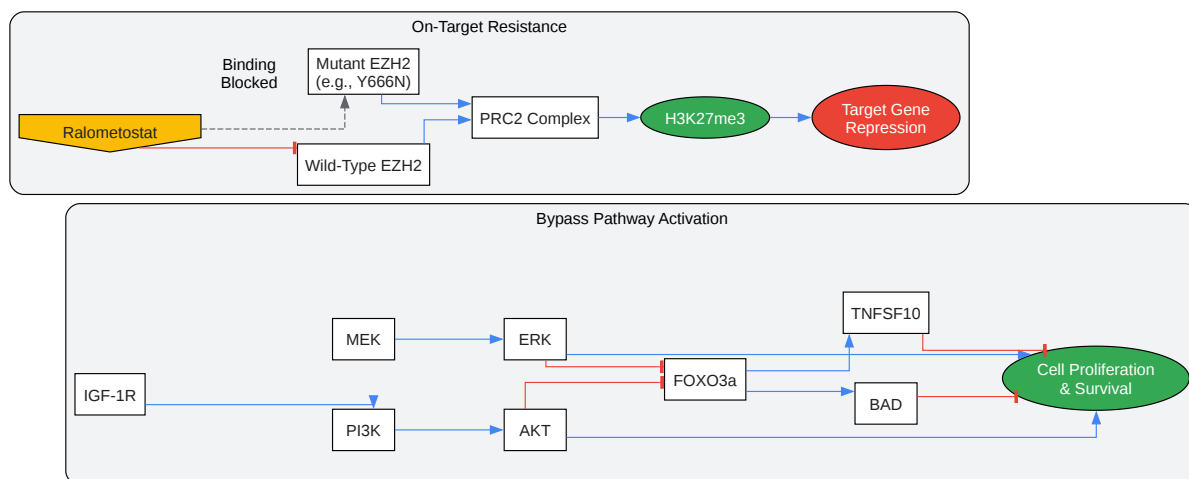 On-Target Resistance
Binding
Blocked
Mutant EZH2
(e.g., Y666N)
Ralometostat
Wild-Type EZH2
PRC2 Complex
H3K27me3
Target Gene
Repression
Bypass Pathway Activation
IGF-1R
MEK
PI3K
ERK
AKT
FOXO3a
TNFSF10
BAD
Cell Proliferation
& Survival